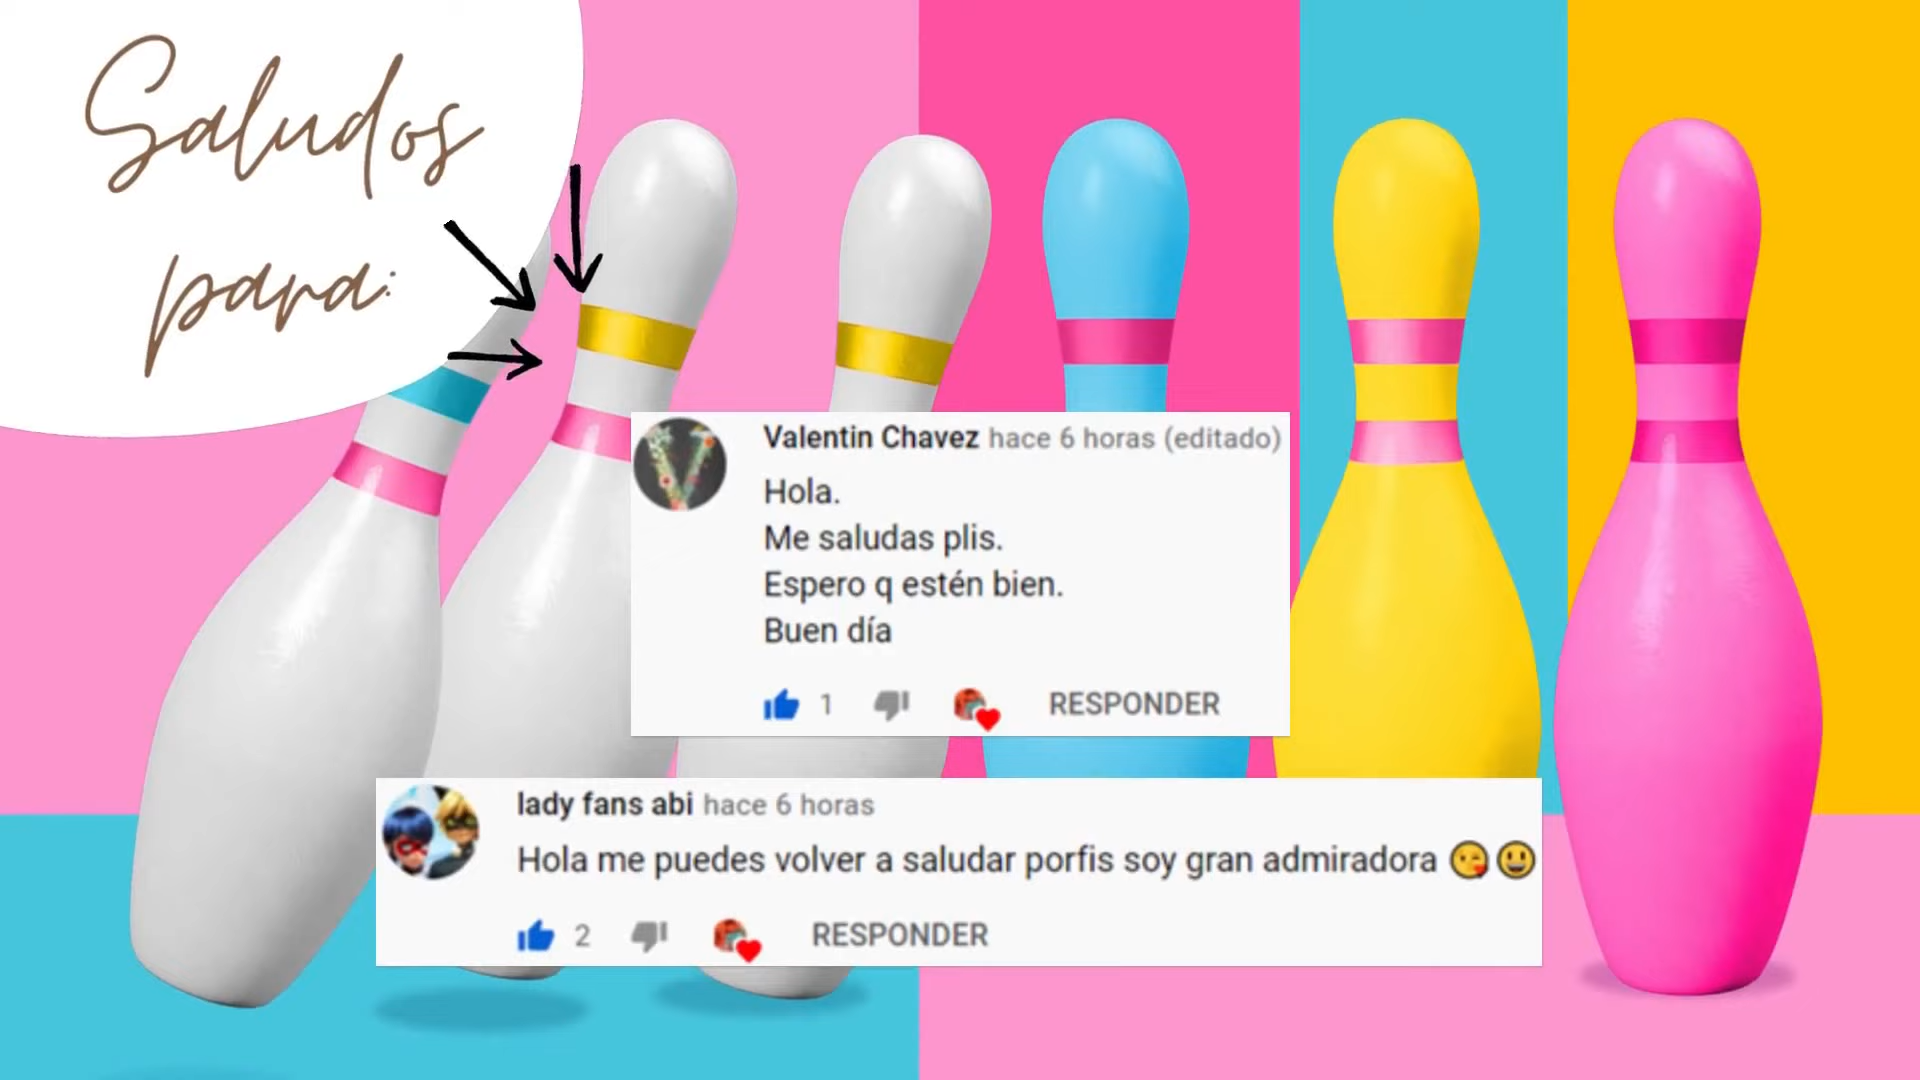 Saludos
para:
Valentin Chavez hace 6 horas (editado)
Hola.
Me saludas plis.
Espero q estén bien.
Buen día
1 RESPONDER
lady fans abi hace 6 horas
Hola me puedes volver a saludar porfis soy gran admiradora 😘😃
2 RESPONDER